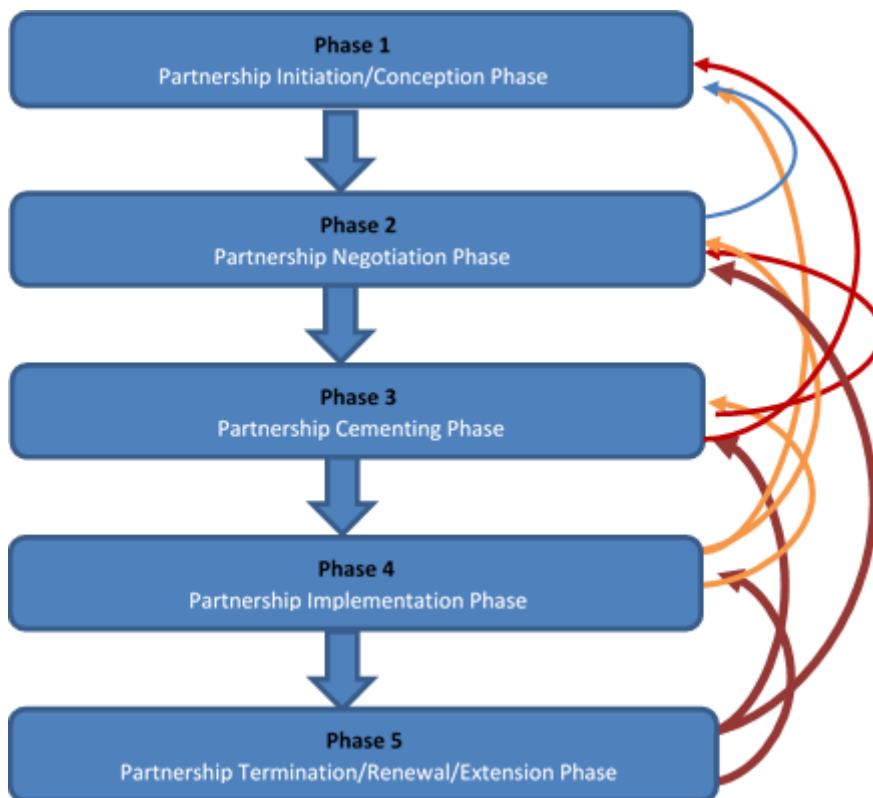 Phase 1
Partnership Initiation/Conception Phase
Phase 2
Partnership Negotiation Phase
Phase 3
Partnership Cementing Phase
Phase 4
Partnership Implementation Phase
Phase 5
Partnership Termination/Renewal/Extension Phase